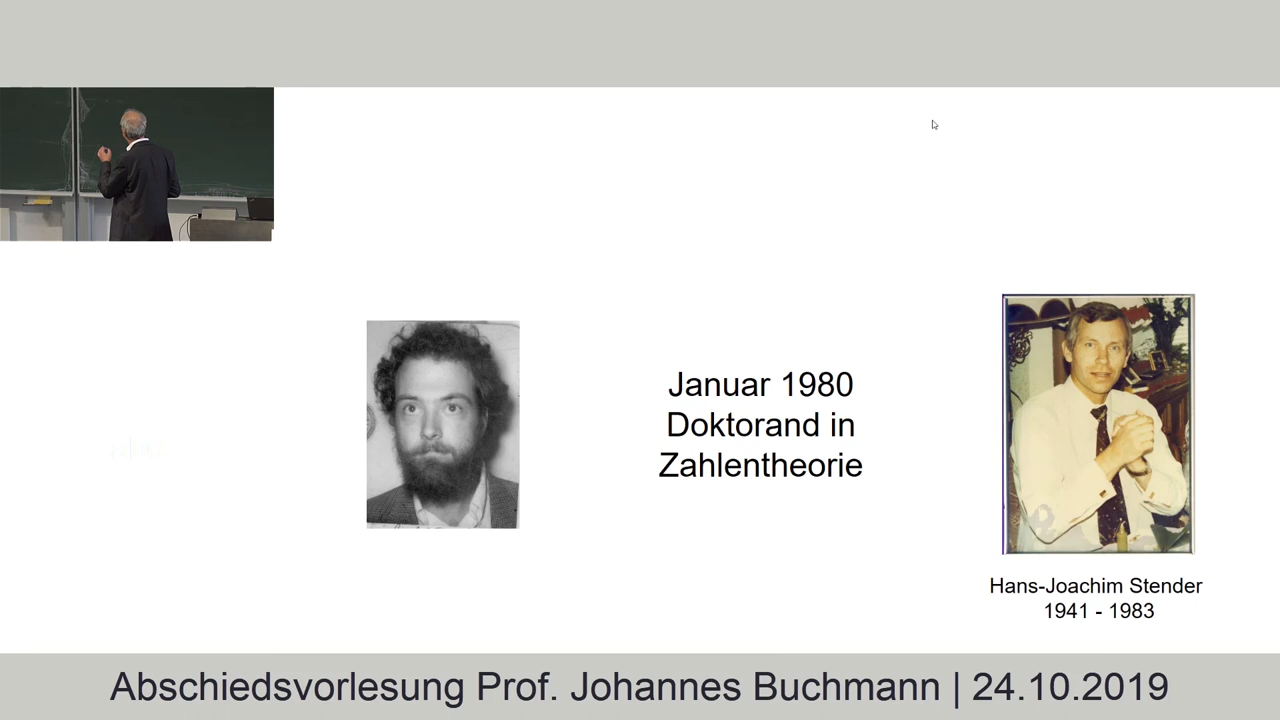 Januar 1980
Doktorand in
Zahlentheorie
Hans-Joachim Stender
1941 - 1983
Abschiedsvorlesung Prof. Johannes Buchmann | 24.10.2019